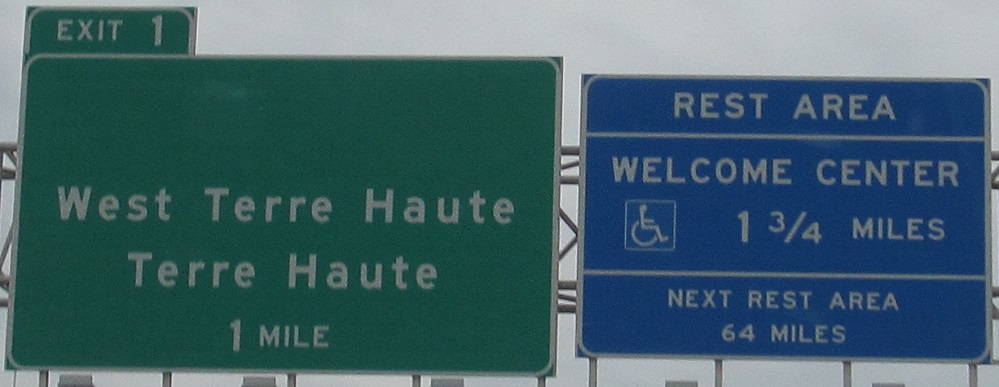 EXIT 1
West Terre Haute
Terre Haute
1 MILE
REST AREA
WELCOME CENTER
1 3/4 MILES
NEXT REST AREA
64 MILES